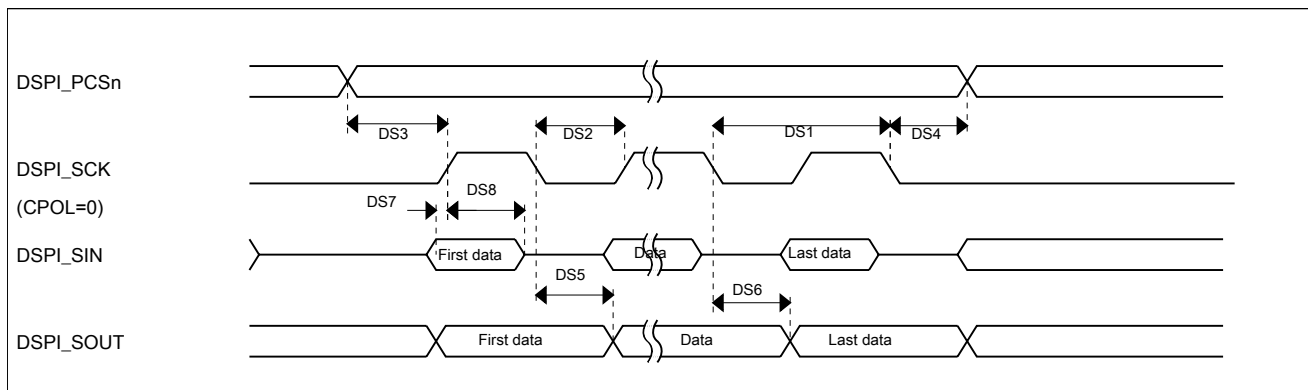 DSPI_PCSn
DS3
DS2
DS1
DS4
DSPI_SCK
(CPOL=0)
DS7
DS8
DSPI_SIN
First data
Data
Last data
DS5
DS6
DSPI_SOUT
First data
Data
Last data